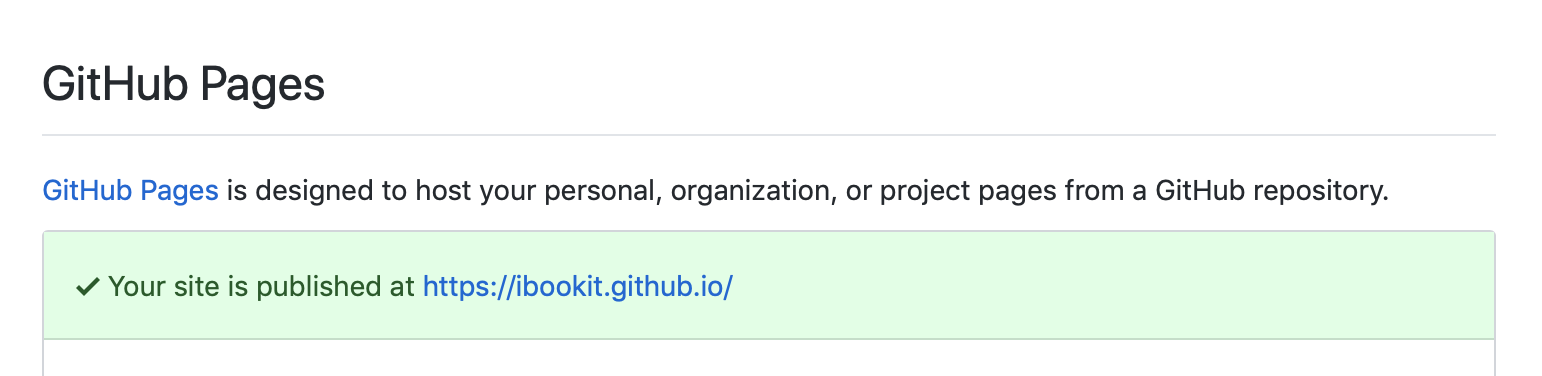 GitHub Pages
GitHub Pages is designed to host your personal, organization, or project pages from a GitHub repository.
✓ Your site is published at https://ibookit.github.io/